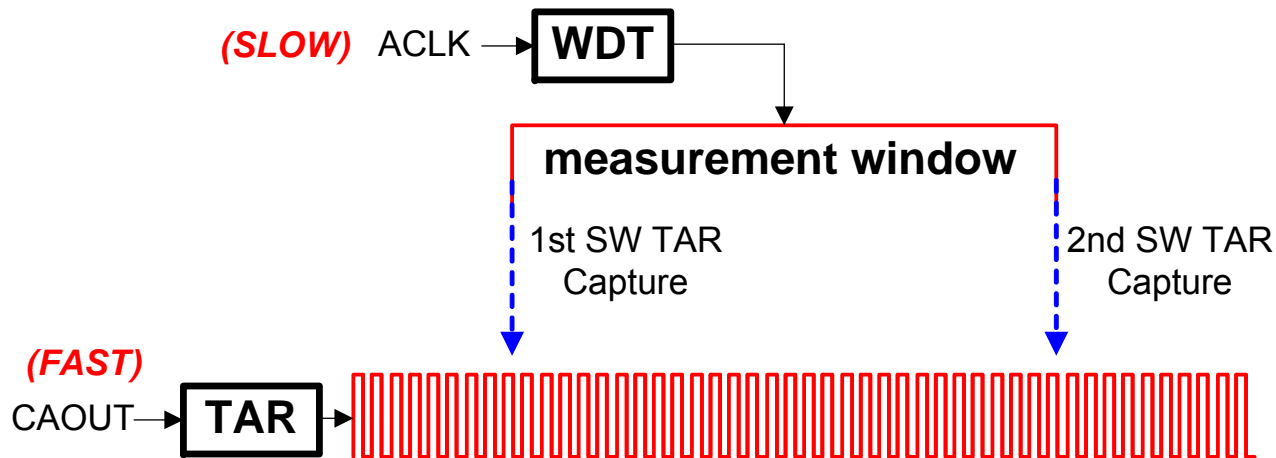 (SLOW) ACLK WDT
measurement window
1st SW TAR
Capture
2nd SW TAR
Capture
(FAST)
CAOUT TAR